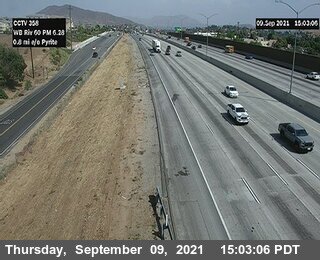 CCTV 358
WB Riv 60 PM 6.28
0.8 mi e/o Pyrite
09.Sep 2021
15:03:06
Thursday, September 09, 2021 15:03:06 PDT